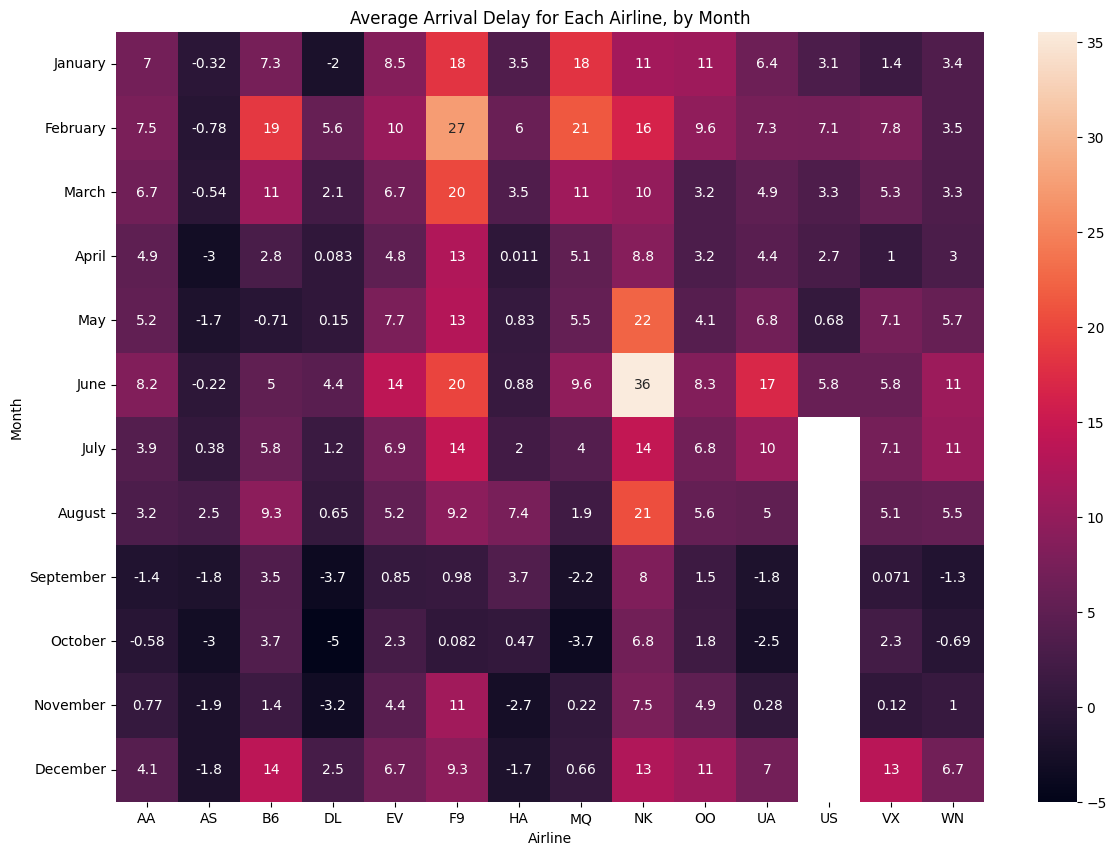 Average Arrival Delay for Each Airline, by Month
January 7 -0.32 7.3 -2 8.5 18 3.5 18 11 11 6.4 3.1 1.4 3.4
February 7.5 -0.78 19 5.6 10 27 6 21 16 9.6 7.3 7.1 7.8 3.5
March 6.7 -0.54 11 2.1 6.7 20 3.5 11 10 3.2 4.9 3.3 5.3 3.3
April 4.9 -3 2.8 0.083 4.8 13 0.011 5.1 8.8 3.2 4.4 2.7 1 3
May 5.2 -1.7 -0.71 0.15 7.7 13 0.83 5.5 22 4.1 6.8 0.68 7.1 5.7
June 8.2 -0.22 5 4.4 14 20 0.88 9.6 36 8.3 17 5.8 5.8 11
July 3.9 0.38 5.8 1.2 6.9 14 2 4 14 6.8 10 7.1 11
August 3.2 2.5 9.3 0.65 5.2 9.2 7.4 1.9 21 5.6 5 5.1 5.5
September -1.4 -1.8 3.5 -3.7 0.85 0.98 3.7 -2.2 8 1.5 -1.8 0.071 -1.3
October -0.58 -3 3.7 -5 2.3 0.082 0.47 -3.7 6.8 1.8 -2.5 2.3 -0.69
November 0.77 -1.9 1.4 -3.2 4.4 11 -2.7 0.22 7.5 4.9 0.28 0.12 1
December 4.1 -1.8 14 2.5 6.7 9.3 -1.7 0.66 13 11 7 13 6.7
AA AS B6 DL EV F9 HA MQ NK OO UA US VX WN
Airline
Month
35
30
25
20
15
10
5
0
−5